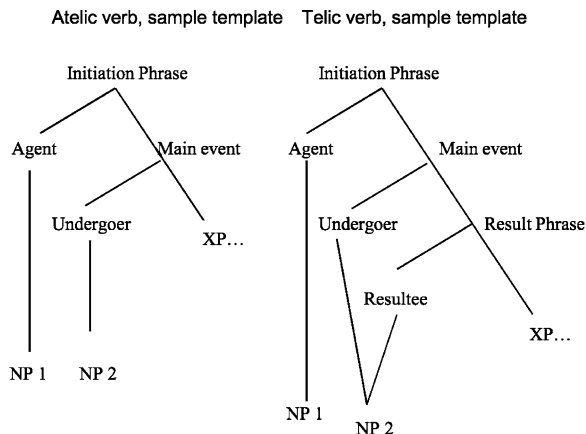 Atelic verb, sample template
Initiation Phrase
Agent
Main event
Undergoer
XP…
NP 1
NP 2
Telic verb, sample template
Initiation Phrase
Agent
Main event
Undergoer
Result Phrase
Resultee
XP…
NP 1
NP 2